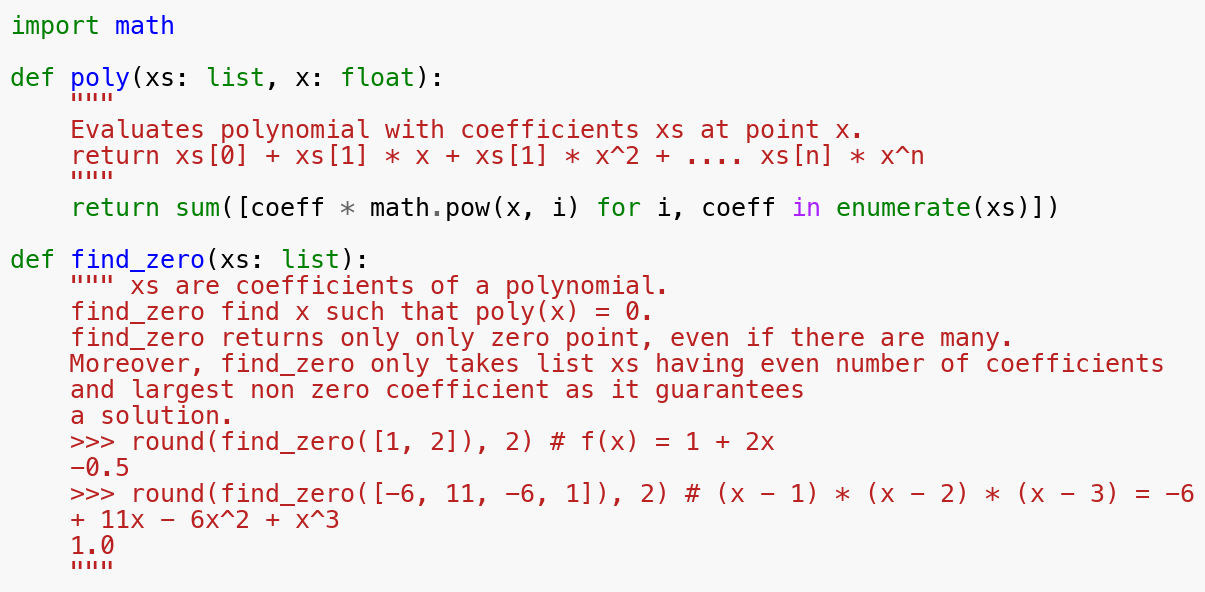 import math
def poly(xs: list, x: float):
"""
Evaluates polynomial with coefficients xs at point x.
return xs[0] + xs[1] * x + xs[1] * x^2 + .... xs[n] * x^n
"""
return sum([coeff * math.pow(x, i) for i, coeff in enumerate(xs)])
def find_zero(xs: list):
""" xs are coefficients of a polynomial.
find_zero find x such that poly(x) = 0.
find_zero returns only only zero point, even if there are many.
Moreover, find_zero only takes list xs having even number of coefficients
and largest non zero coefficient as it guarantees
a solution.
>>> round(find_zero([1, 2]), 2) # f(x) = 1 + 2x
−0.5
>>> round(find_zero([−6, 11, −6, 1]), 2) # (x − 1) * (x − 2) * (x − 3) = −6
+ 11x − 6x^2 + x^3
1.0
"""